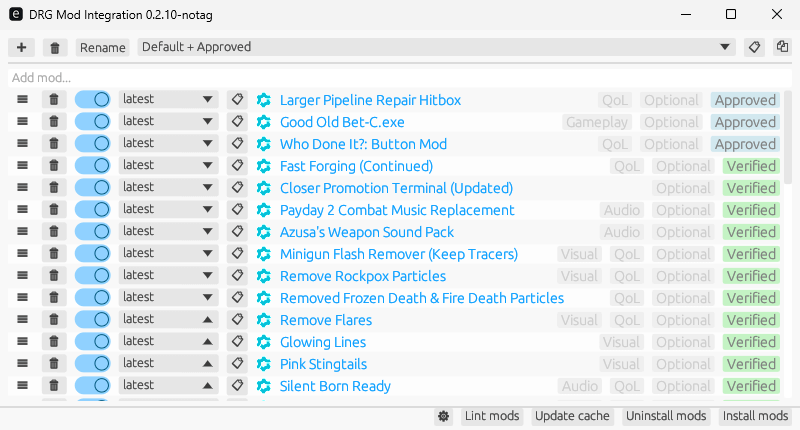 DRG Mod Integration 0.2.10-notag
Rename Default + Approved
Add mod...
latest Larger Pipeline Repair Hitbox QoL Optional Approved
latest Good Old Bet-C.exe Gameplay Optional Approved
latest Who Done It?: Button Mod QoL Optional Approved
latest Fast Forging (Continued) QoL Optional Verified
latest Closer Promotion Terminal (Updated) Optional Verified
latest Payday 2 Combat Music Replacement Audio Optional Verified
latest Azusa's Weapon Sound Pack Audio Optional Verified
latest Minigun Flash Remover (Keep Tracers) Visual QoL Optional Verified
latest Remove Rockpox Particles Visual QoL Optional Verified
latest Removed Frozen Death & Fire Death Particles QoL Optional Verified
latest Remove Flares Visual QoL Optional Verified
latest Glowing Lines Visual Optional Verified
latest Pink Stingtails Visual Optional Verified
latest Silent Born Ready Audio QoL Optional Verified
Lint mods Update cache Uninstall mods Install mods